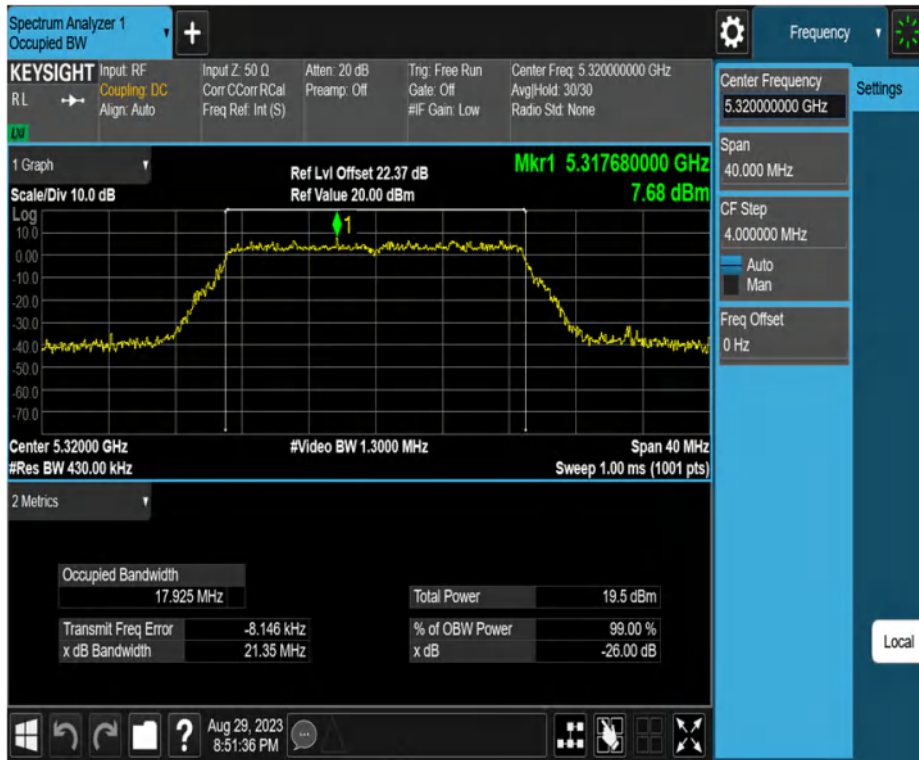 Spectrum Analyzer 1
Occupied BW
+
Frequency
KEYSIGHT Input: RF
Coupling: DC
Align: Auto
RL
LXI
Input Z: 50 Ω
Corr CCorr RCal
Freq Ref: Int (S)
Atten: 20 dB
Preamp: Off
Trig: Free Run
Gate: Off
#IF Gain: Low
Center Freq: 5.320000000 GHz
Avg|Hold: 30/30
Radio Std: None
Center Frequency
5.320000000 GHz
Settings
Span
40.000 MHz
CF Step
4.000000 MHz
Auto
Man
Freq Offset
0 Hz
Local
1 Graph
Scale/Div 10.0 dB
Ref Lvl Offset 22.37 dB
Ref Value 20.00 dBm
Mkr1 5.317680000 GHz
7.68 dBm
Log
10.0
0.00
-10.0
-20.0
-30.0
-40.0
-50.0
-60.0
-70.0
1
Center 5.32000 GHz
#Res BW 430.00 kHz
#Video BW 1.3000 MHz
Span 40 MHz
Sweep 1.00 ms (1001 pts)
2 Metrics
Occupied Bandwidth
17.925 MHz
Total Power 19.5 dBm
Transmit Freq Error -8.146 kHz
% of OBW Power 99.00 %
x dB Bandwidth 21.35 MHz
x dB -26.00 dB
?
Aug 29, 2023
8:51:36 PM